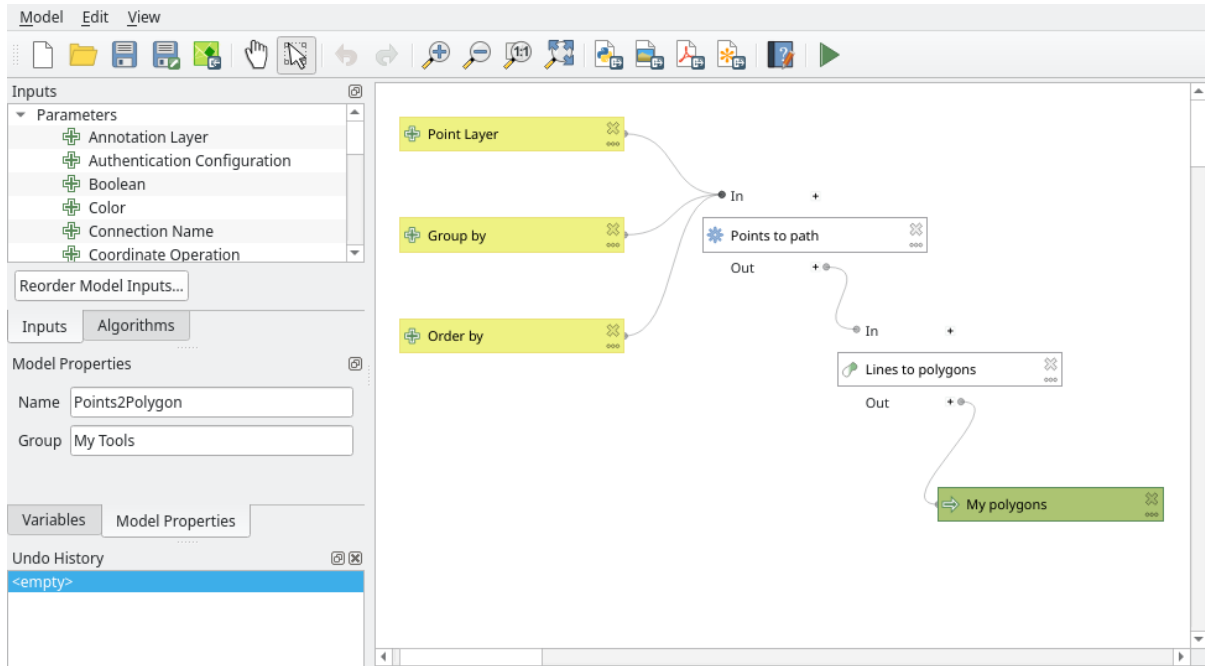 Model Edit View
1:1
Inputs
Parameters
Annotation Layer
Authentication Configuration
Boolean
Color
Connection Name
Coordinate Operation
Reorder Model Inputs...
Inputs Algorithms
Model Properties
Name Points2Polygon
Group My Tools
Variables Model Properties
Undo History
<empty>
Point Layer
Group by
Order by
In +
Points to path
Out +
In +
Lines to polygons
Out +
My polygons